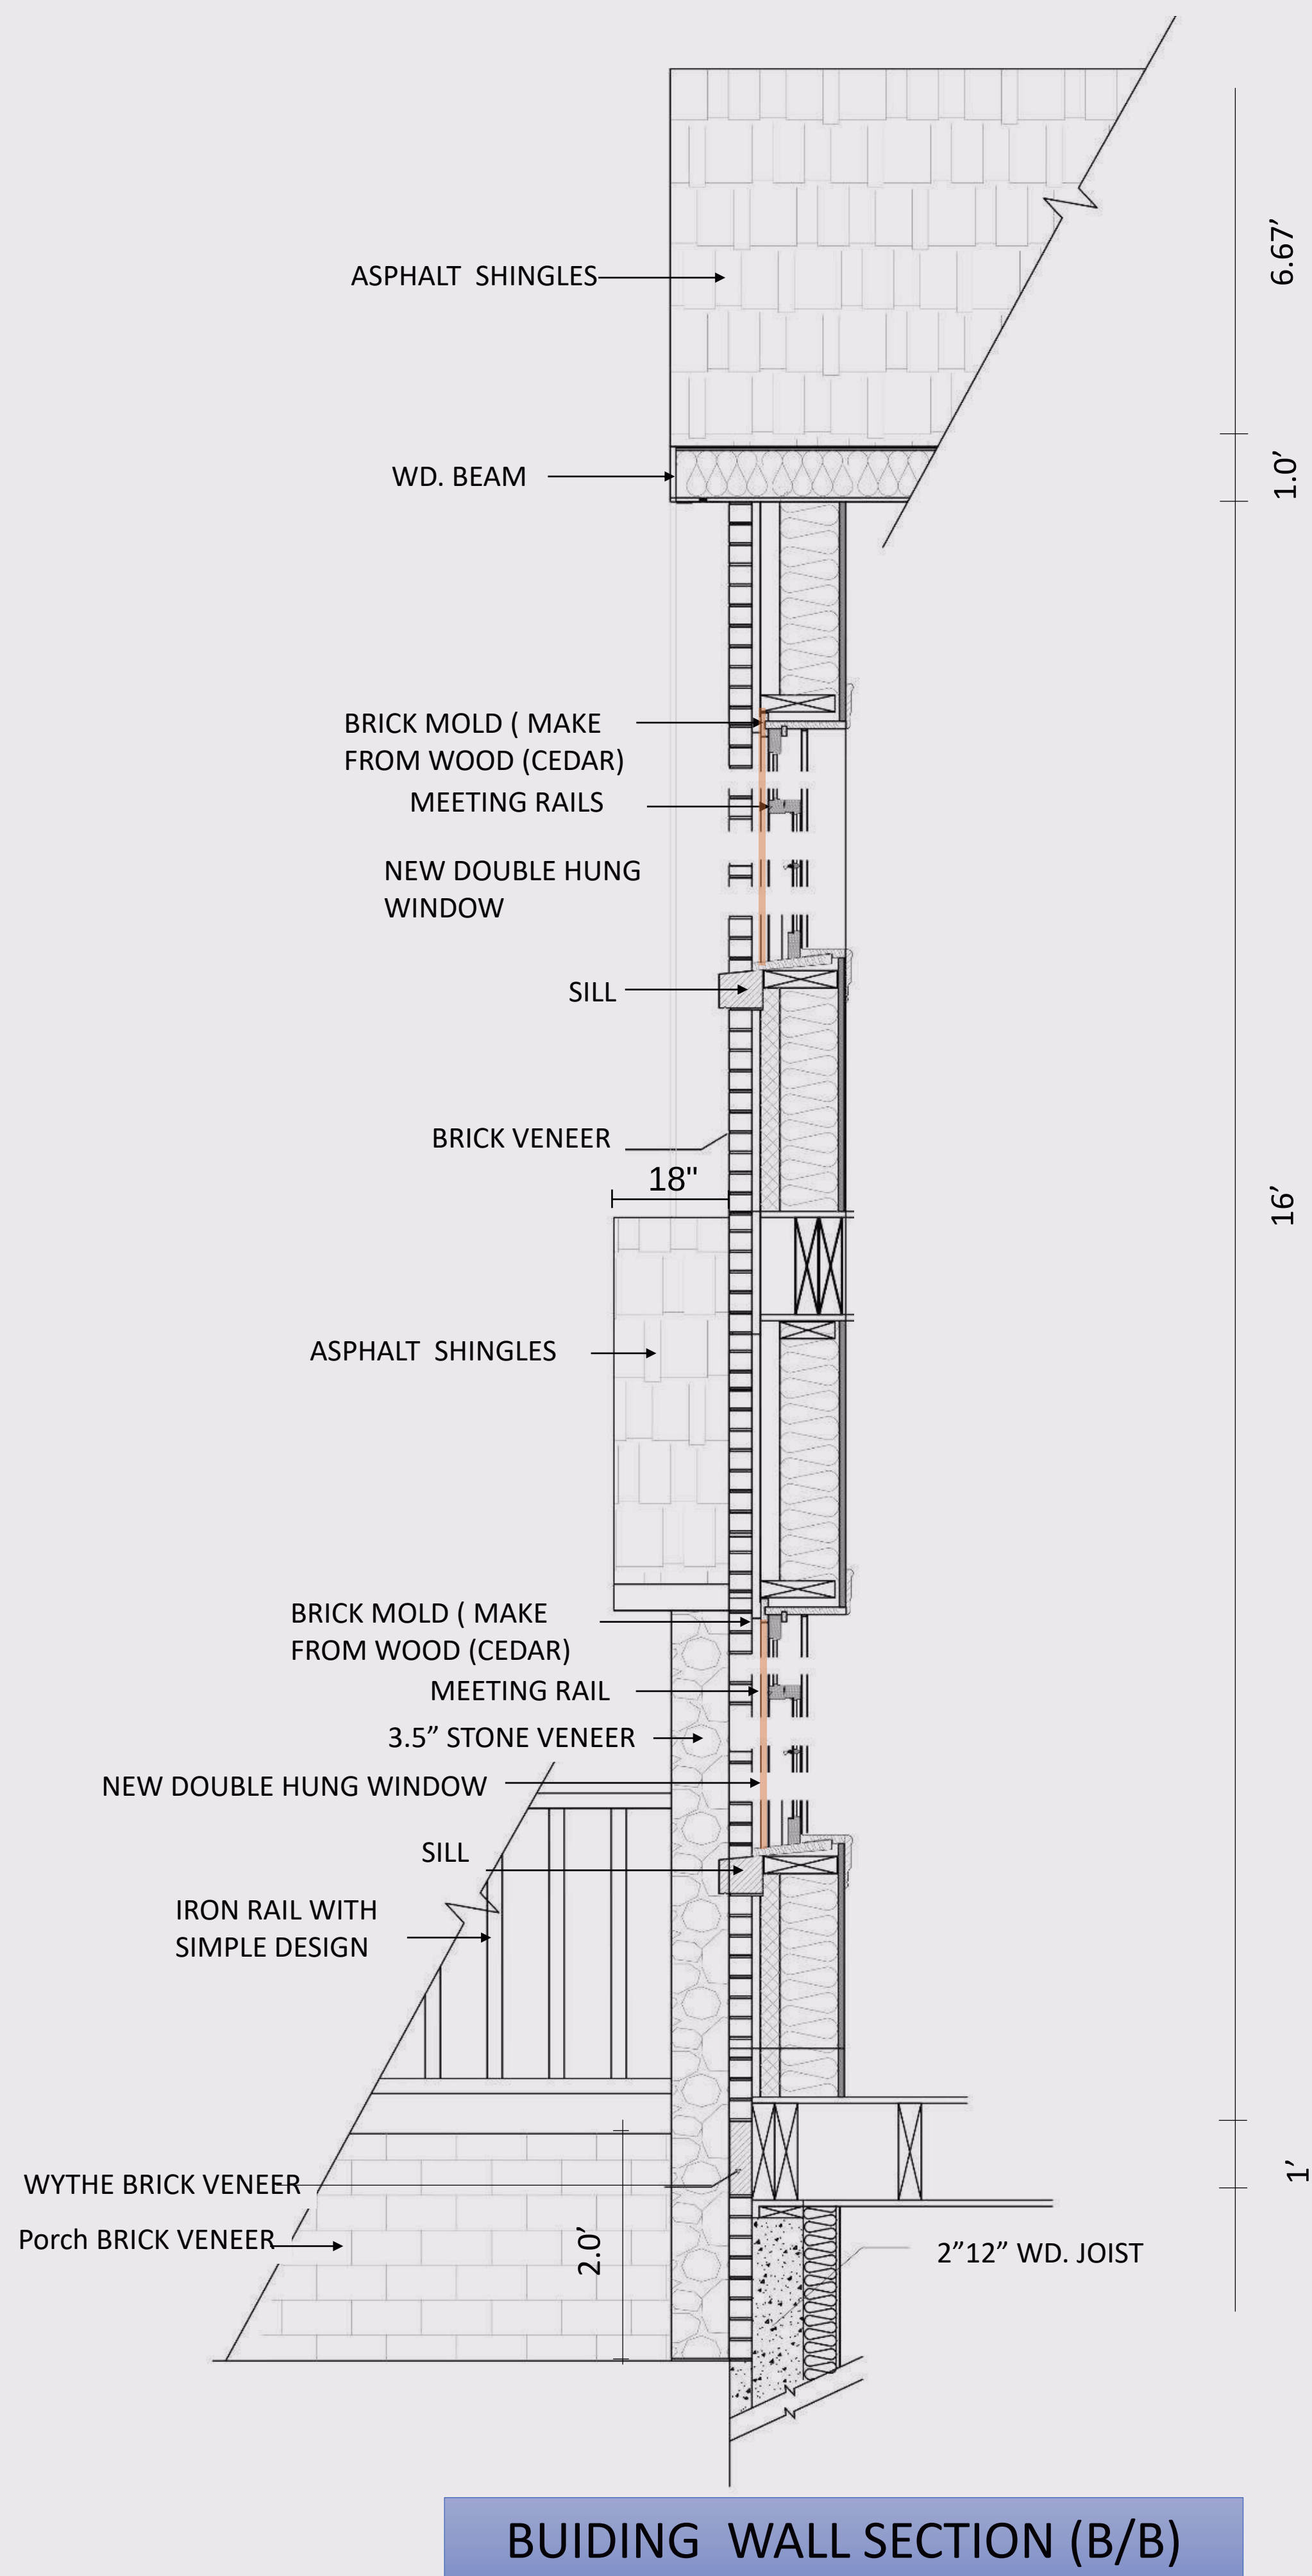 6.67’
ASPHALT  SHINGLES
1.0’
WD. BEAM
BRICK MOLD ( MAKE
FROM WOOD (CEDAR)
MEETING RAILS
NEW DOUBLE HUNG
WINDOW
SILL
BRICK VENEER
18"
16’
ASPHALT  SHINGLES
BRICK MOLD ( MAKE
FROM WOOD (CEDAR)
MEETING RAIL
3.5” STONE VENEER
NEW DOUBLE HUNG WINDOW
SILL
IRON RAIL WITH
SIMPLE DESIGN
1’
WYTHE BRICK VENEER
Porch BRICK VENEER
2.0’
2”12” WD. JOIST
BUIDING  WALL SECTION (B/B)